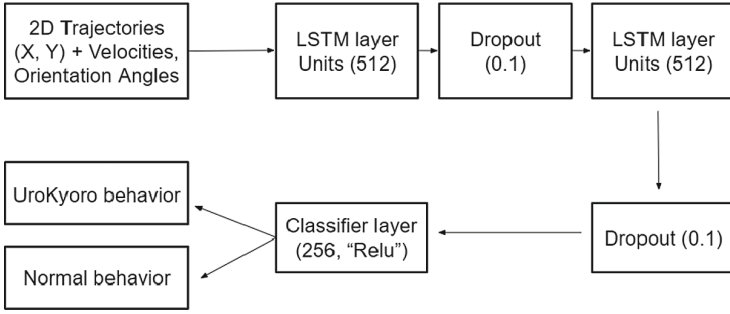 2D Trajectories
(X, Y) + Velocities,
Orientation Angles
LSTM layer
Units (512)
Dropout
(0.1)
LSTM layer
Units (512)
Dropout (0.1)
Classifier layer
(256, “Relu”)
UroKyoro behavior
Normal behavior